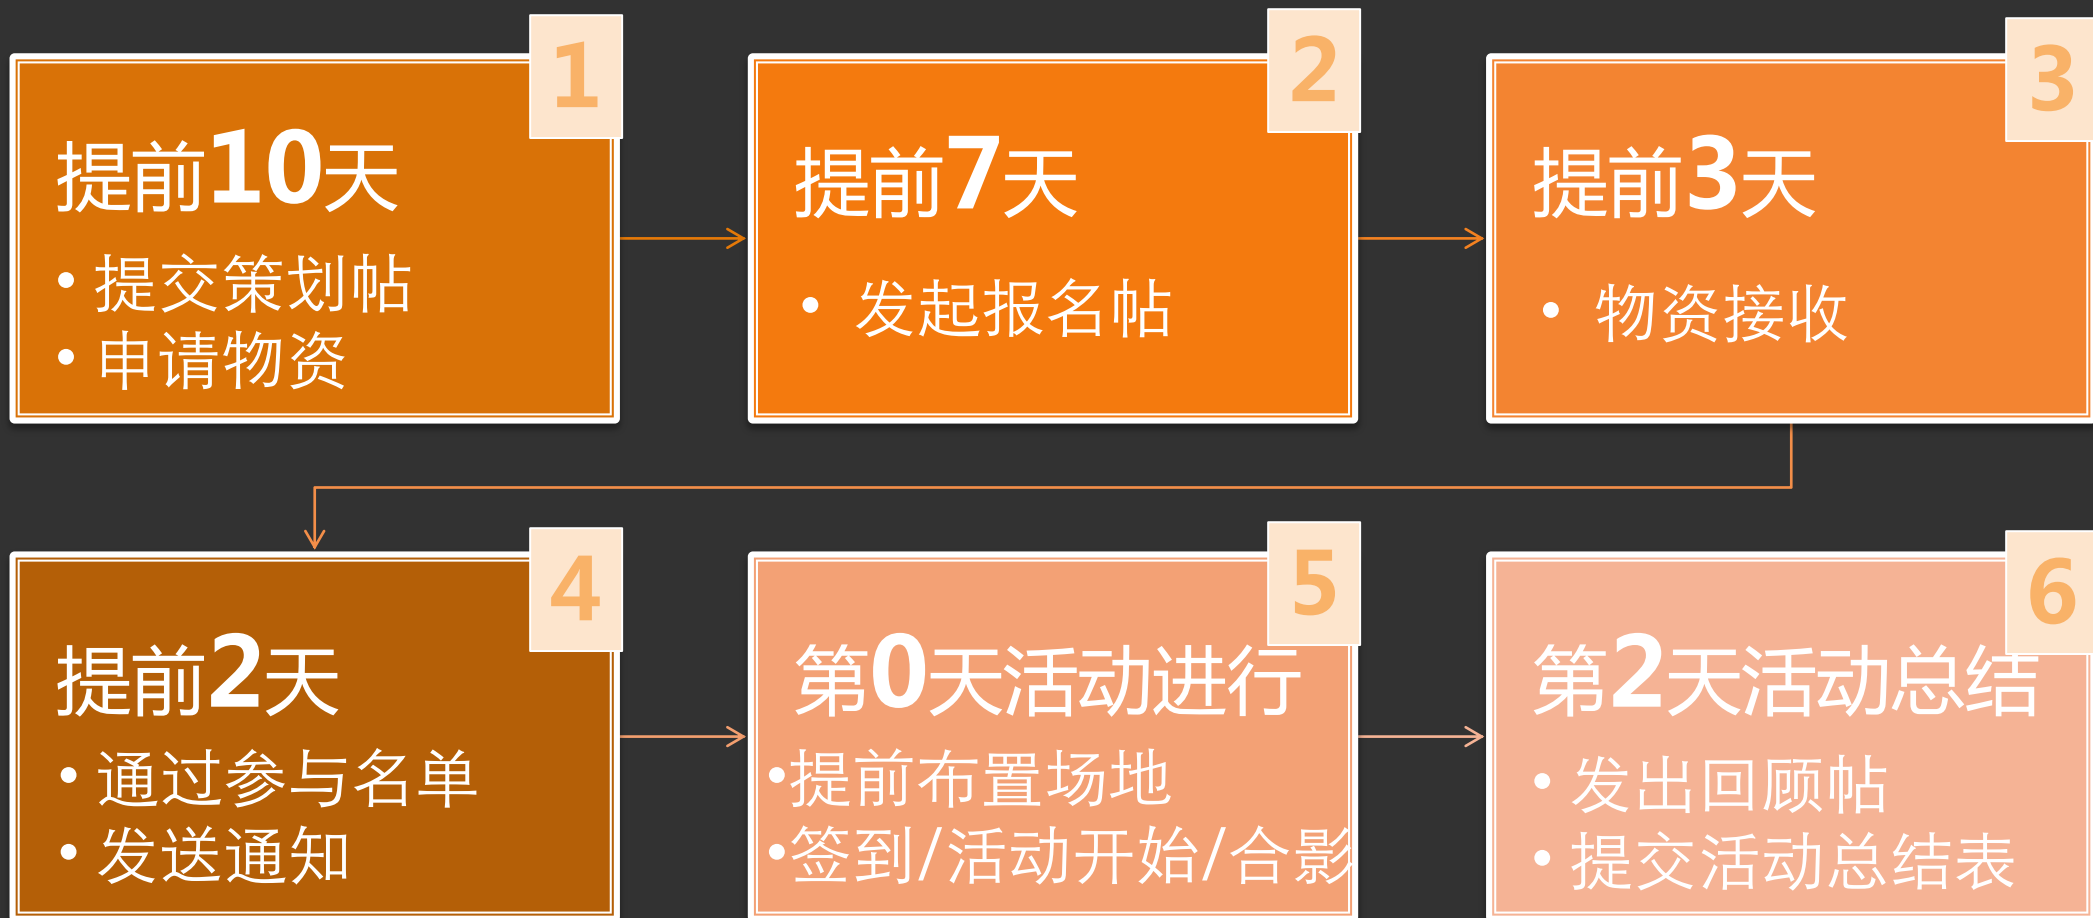 1
提前10天
• 提交策划帖
• 申请物资
2
提前7天
• 发起报名帖
3
提前3天
• 物资接收
4
提前2天
• 通过参与名单
• 发送通知
5
第0天活动进行
•提前布置场地
•签到/活动开始/合影
6
第2天活动总结
• 发出回顾帖
• 提交活动总结表